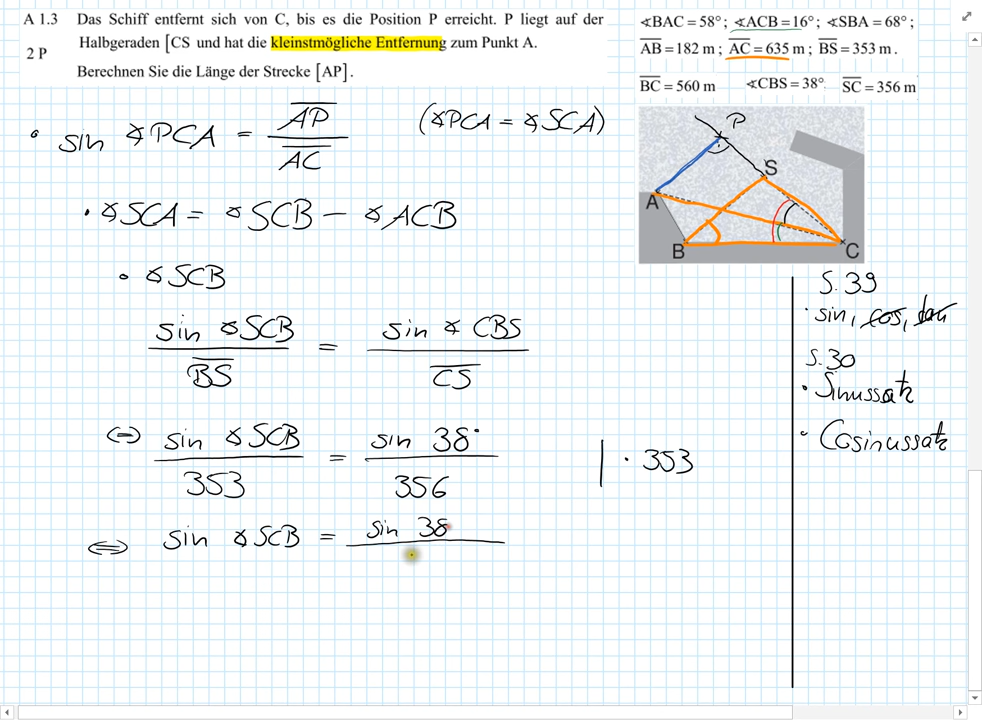 A 1.3 Das Schiff entfernt sich von C, bis es die Position P erreicht. P liegt auf der
2 P Halbgeraden [CS und hat die kleinstmögliche Entfernung zum Punkt A.
Berechnen Sie die Länge der Strecke [AP].
∢BAC = 58°; ∢ACB = 16°; ∢SBA = 68°;
AB = 182 m; AC = 635 m; BS = 353 m.
BC = 560 m ∢CBS = 38° SC = 356 m
• sin ∢PCA = AP / AC (∢PCA = ∢SCA)
• ∢SCA = ∢SCB − ∢ACB
• ∢SCB
sin ∢SCB / BS = sin ∢CBS / CS
⇔ sin ∢SCB / 353 = sin 38° / 356 | · 353
⇔ sin ∢SCB = sin 38
P
S
A
B
C
S. 39
• sin, cos, tan
S. 30
• Sinussatz
• Cosinussatz